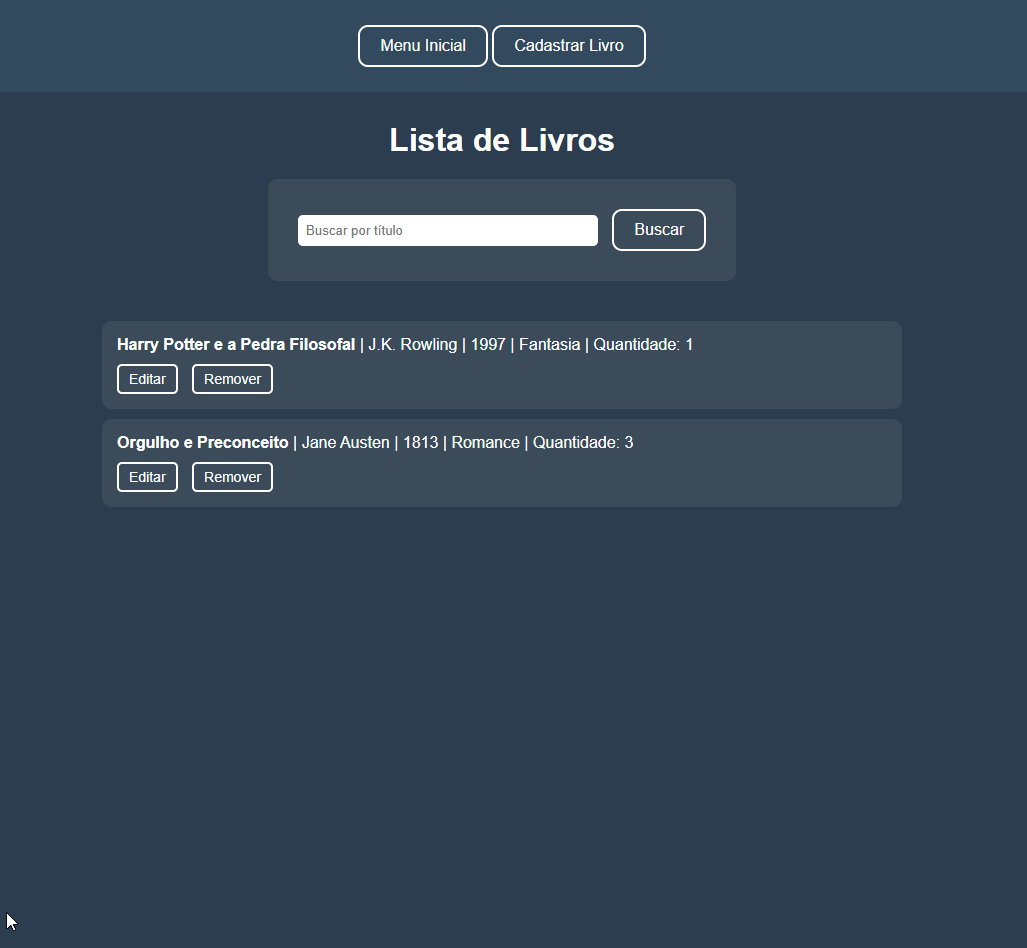 Menu Inicial Cadastrar Livro
Lista de Livros
Buscar por título Buscar
Harry Potter e a Pedra Filosofal | J.K. Rowling | 1997 | Fantasia | Quantidade: 1
Editar Remover
Orgulho e Preconceito | Jane Austen | 1813 | Romance | Quantidade: 3
Editar Remover